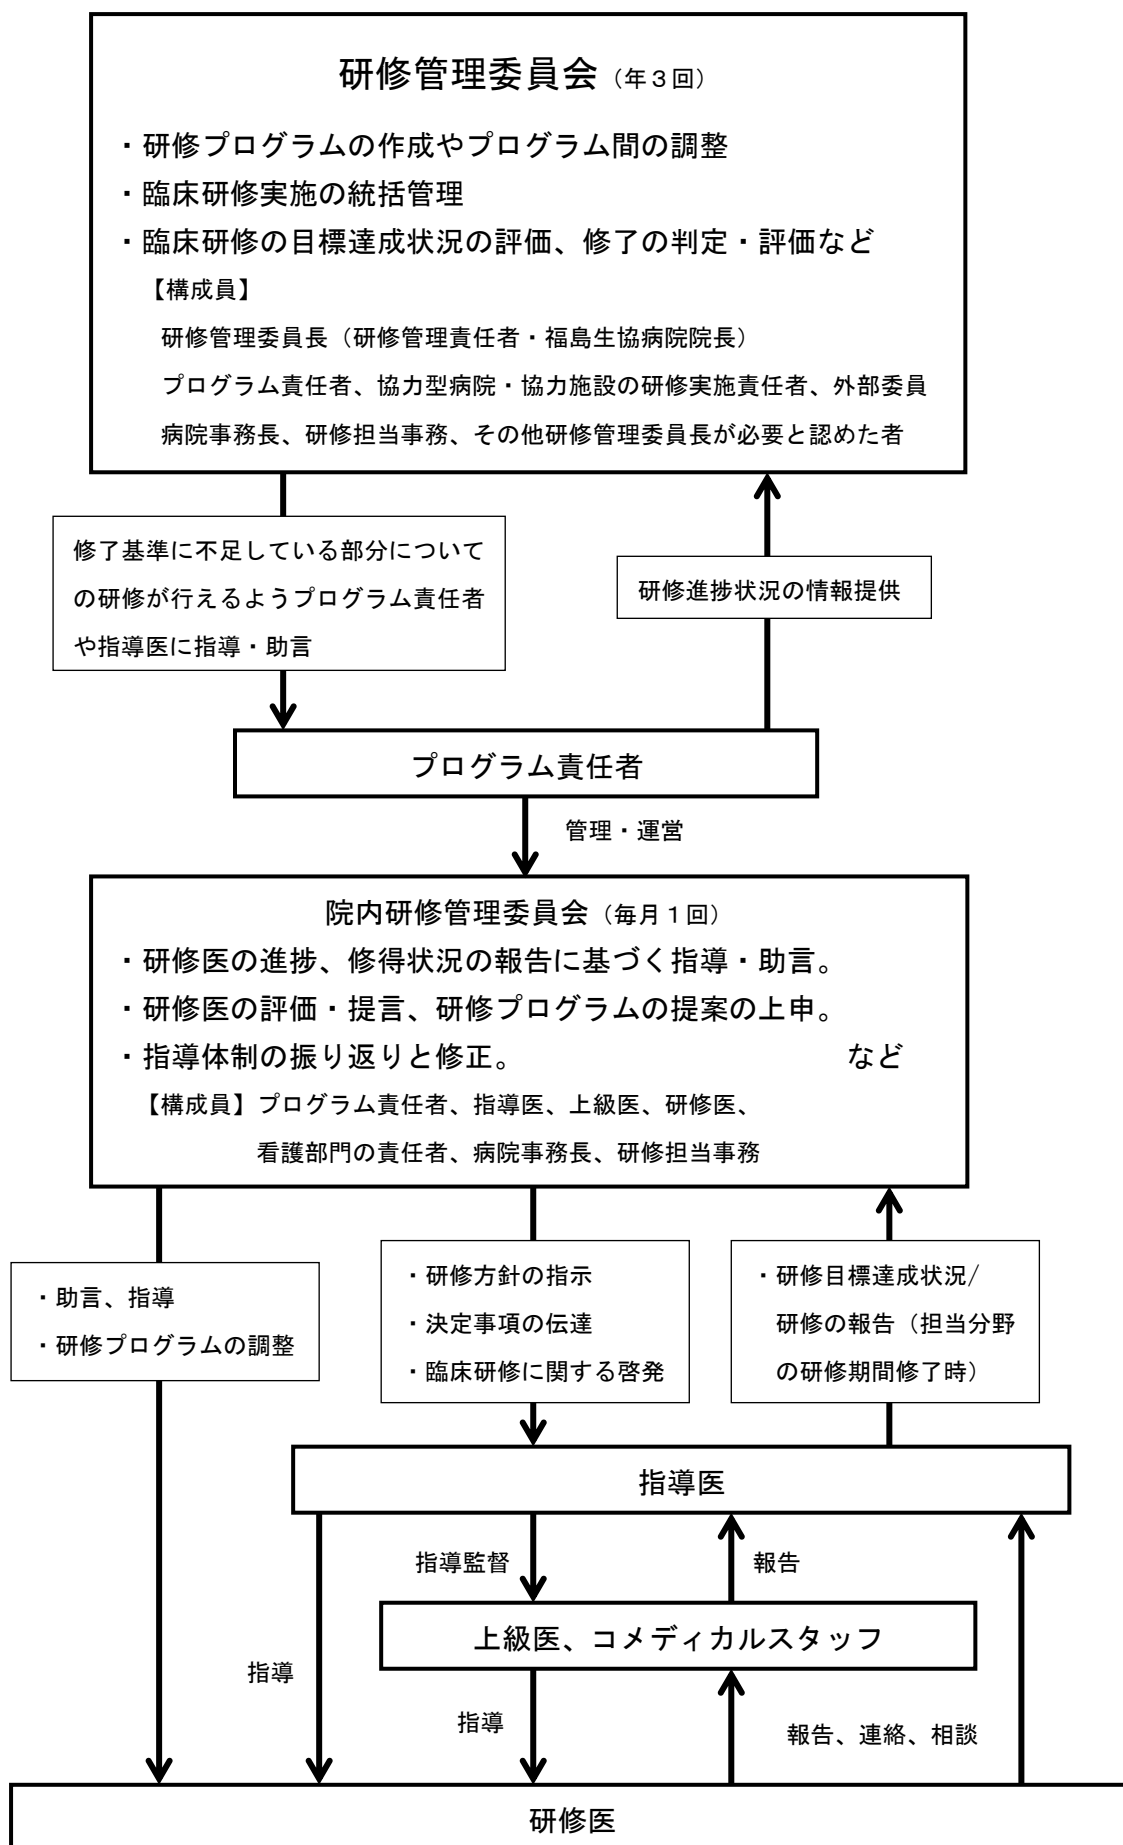 研修管理委員会（年３回）
・研修プログラムの作成やプログラム間の調整
・臨床研修実施の統括管理
・臨床研修の目標達成状況の評価、修了の判定・評価など
【構成員】
研修管理委員長（研修管理責任者・福島生協病院院長）
プログラム責任者、協力型病院・協力施設の研修実施責任者、外部委員
病院事務長、研修担当事務、その他研修管理委員長が必要と認めた者
修了基準に不足している部分について
の研修が行えるようプログラム責任者
や指導医に指導・助言
研修進捗状況の情報提供
プログラム責任者
管理・運営
院内研修管理委員会（毎月１回）
・研修医の進捗、修得状況の報告に基づく指導・助言。
・研修医の評価・提言、研修プログラムの提案の上申。
・指導体制の振り返りと修正。　　　　など
【構成員】プログラム責任者、指導医、上級医、研修医、
看護部門の責任者、病院事務長、研修担当事務
・助言、指導
・研修プログラムの調整
・研修方針の指示
・決定事項の伝達
・臨床研修に関する啓発
・研修目標達成状況/
研修の報告（担当分野
の研修期間修了時）
指導医
指導監督
報告
上級医、コメディカルスタッフ
指導
指導
報告、連絡、相談
研修医